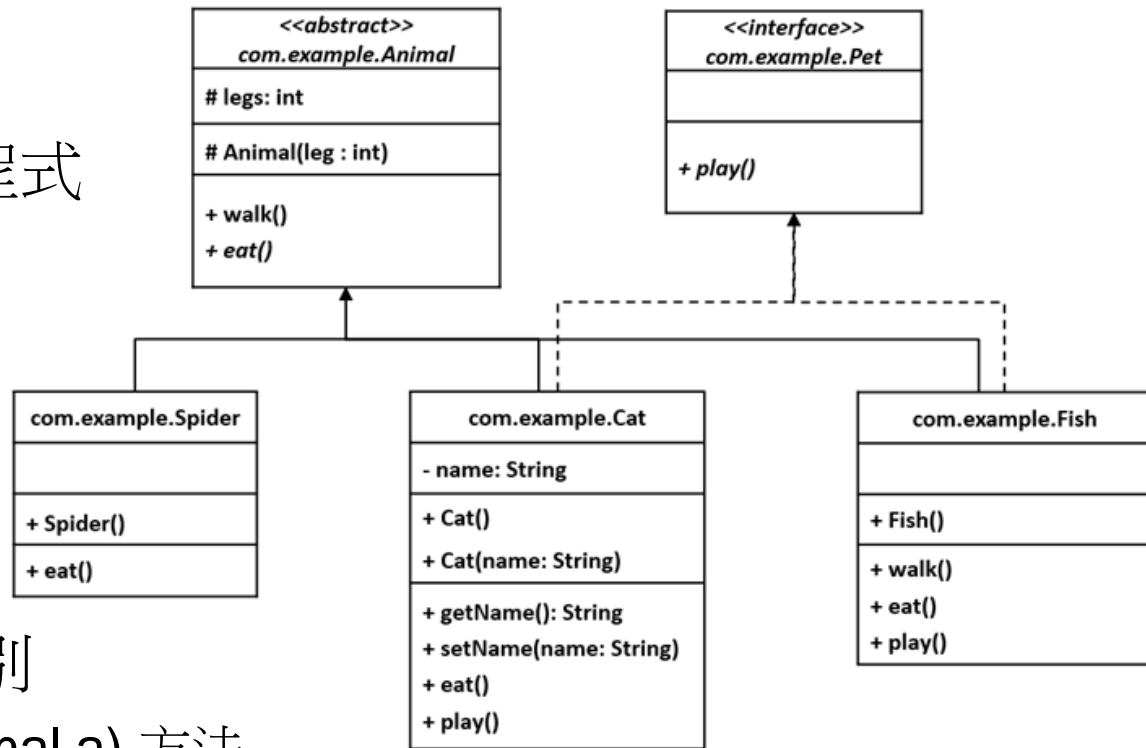 <<abstract>>
com.example.Animal
# legs: int
# Animal(leg : int)
+ walk()
+ eat()
<<interface>>
com.example.Pet
+ play()
程式
com.example.Spider
+ Spider()
+ eat()
com.example.Cat
- name: String
+ Cat()
+ Cat(name: String)
+ getName(): String
+ setName(name: String)
+ eat()
+ play()
com.example.Fish
+ Fish()
+ walk()
+ eat()
+ play()
別
mal a) 方法